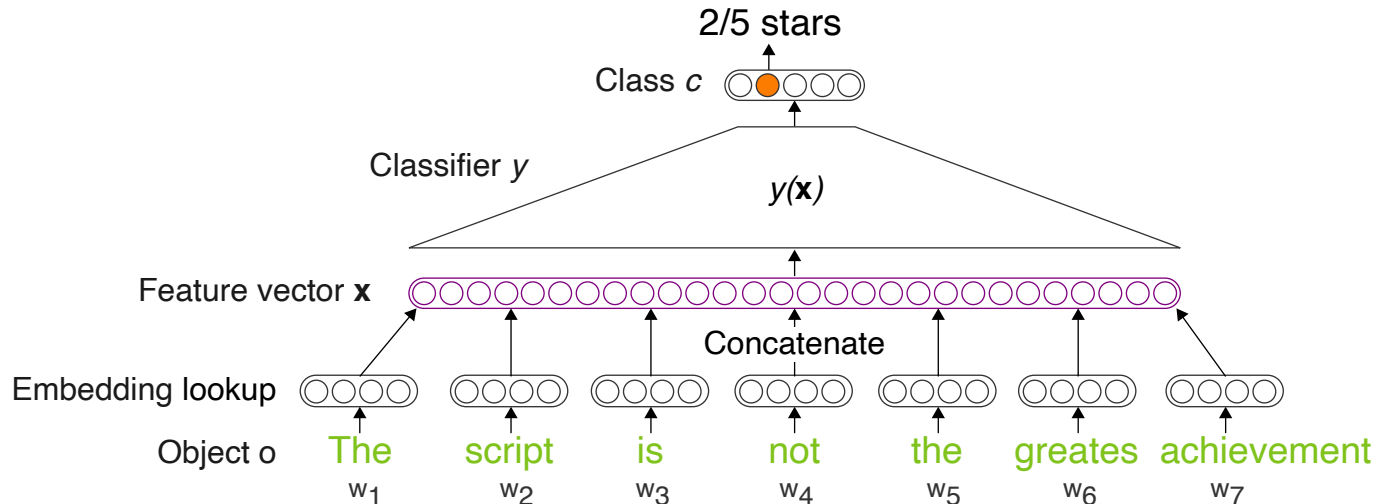 2/5 stars
Class c
Classifier y
y(x)
Feature vector x
Concatenate
Embedding lookup
Object o The script is not the greates achievement
w1 w2 w3 w4 w5 w6 w7